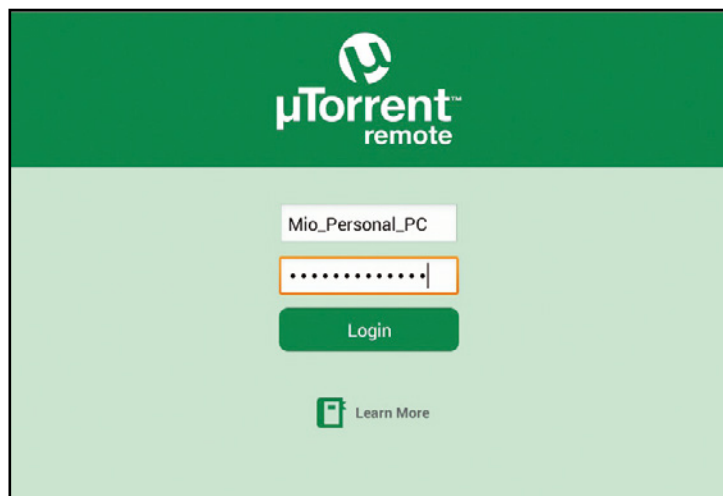 µTorrent™
remote
Mio_Personal_PC
•••••••••••••
Login
Learn More